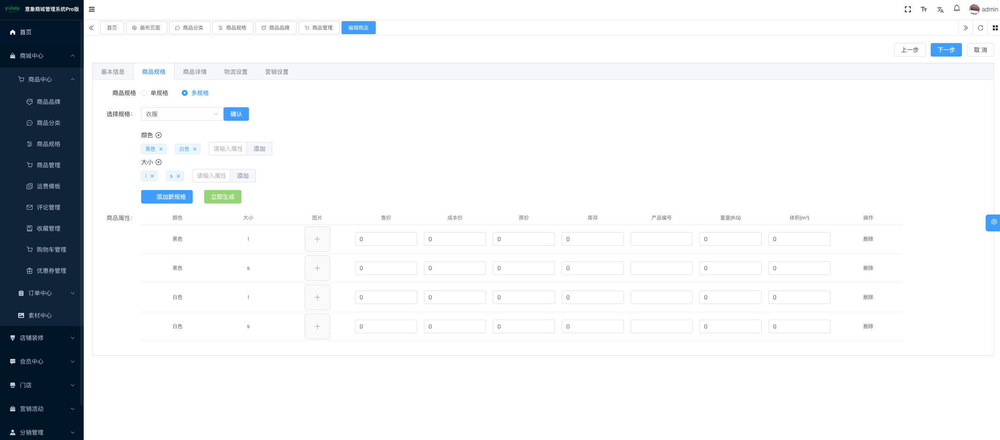 yshop 意象商城管理系统Pro版
admin
首页 画布页面 商品分类 商品规格 商品品牌 商品管理 编辑商品
首页
商城中心
商品中心
商品品牌
商品分类
商品规格
商品管理
运费模板
评论管理
收藏管理
购物车管理
优惠券管理
订单中心
素材中心
店铺装修
会员中心
门店
营销活动
分销管理
上一步 下一步 取 消
基本信息 商品规格 商品详情 物流设置 营销设置
商品规格 单规格 多规格
选择规格: 衣服 确认
颜色
黑色 白色 请输入属性 添加
大小
l s 请输入属性 添加
添加新规格 立即生成
商品属性: 颜色 大小 图片 售价 成本价 原价 库存 产品编号 重量(KG) 体积(m³) 操作
黑色 l 0 0 0 0 0 0 删除
黑色 s 0 0 0 0 0 0 删除
白色 l 0 0 0 0 0 0 删除
白色 s 0 0 0 0 0 0 删除